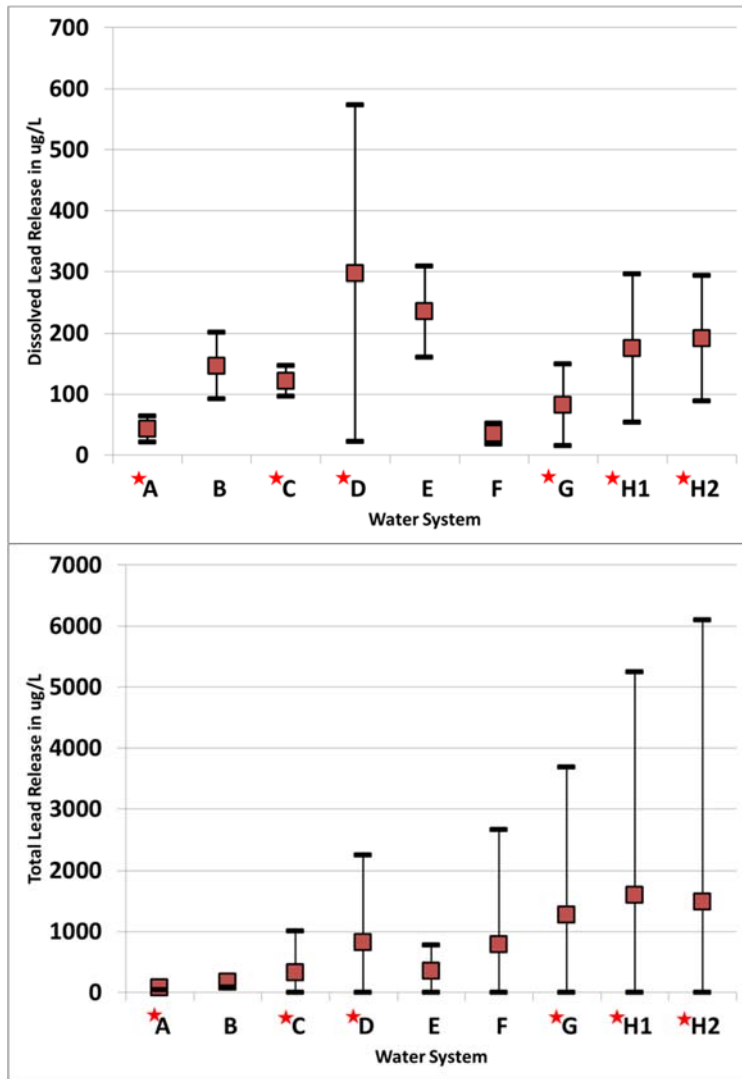 Dissolved Lead Release in ug/L
700
600
500
400
300
200
100
0
A B C D E F G H1 H2
Water System
Total Lead Release in ug/L
7000
6000
5000
4000
3000
2000
1000
0
A B C D E F G H1 H2
Water System